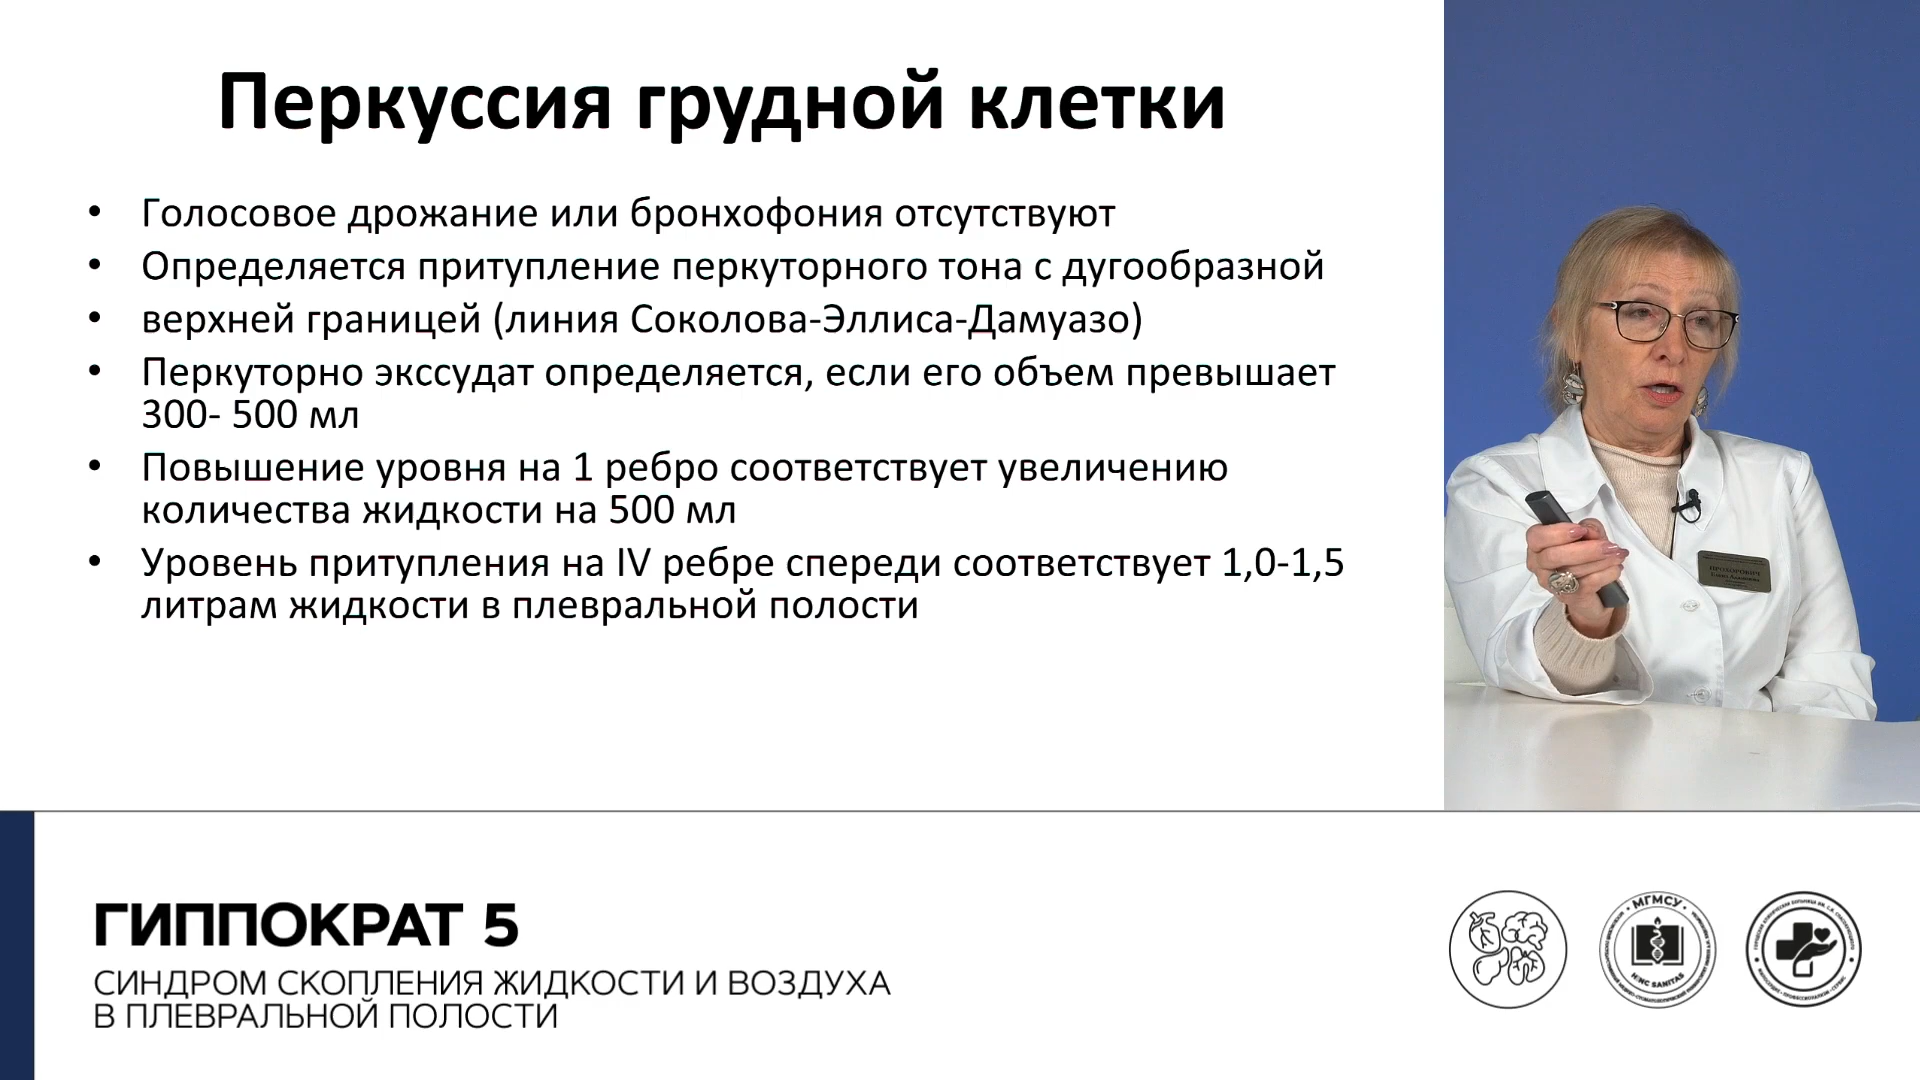 Перкуссия грудной клетки
• Голосовое дрожание или бронхофония отсутствуют
• Определяется притупление перкуторного тона с дугообразной
• верхней границей (линия Соколова-Эллиса-Дамуазо)
• Перкуторно экссудат определяется, если его объем превышает
300- 500 мл
• Повышение уровня на 1 ребро соответствует увеличению
количества жидкости на 500 мл
• Уровень притупления на IV ребре спереди соответствует 1,0-1,5
литрам жидкости в плевральной полости
ПРОХОРОВИЧ
ГИППОКРАТ 5
СИНДРОМ СКОПЛЕНИЯ ЖИДКОСТИ И ВОЗДУХА
В ПЛЕВРАЛЬНОЙ ПОЛОСТИ
МГМСУ
SANITAS